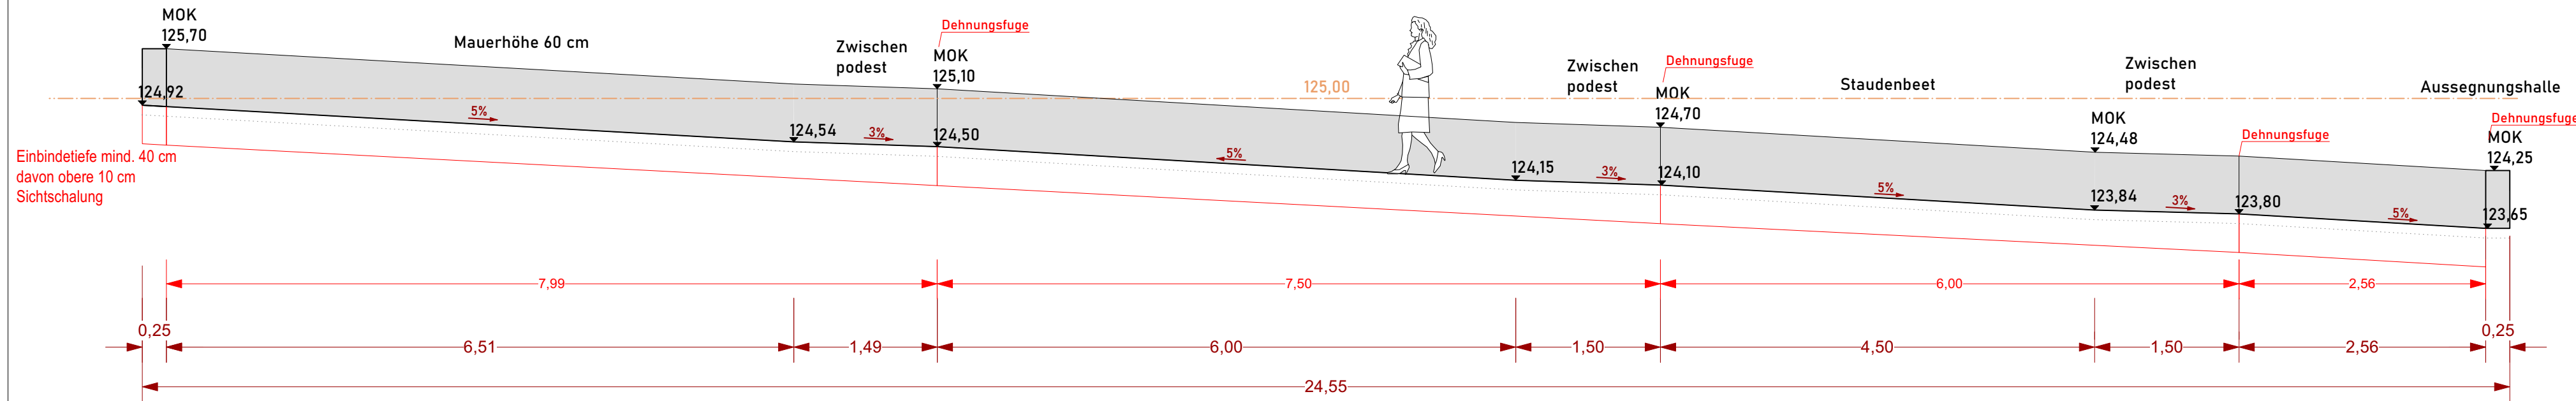 MOK
125,70
Mauerhöhe 60 cm
Zwischen
podest
Dehnungsfuge
MOK
125,10
125,00
Zwischen
podest
Dehnungsfuge
MOK
124,70
Staudenbeet
Zwischen
podest
MOK
124,48
Dehnungsfuge
Aussegnungshalle
Dehnungsfuge
MOK
124,25
124,92
5%
124,54
3%
124,50
5%
124,15
3%
124,10
5%
123,84
3%
123,80
5%
123,65
Einbindetiefe mind. 40 cm
davon obere 10 cm
Sichtschalung
7,99
7,50
6,00
2,56
0,25
6,51
1,49
6,00
1,50
4,50
1,50
2,56
0,25
24,55